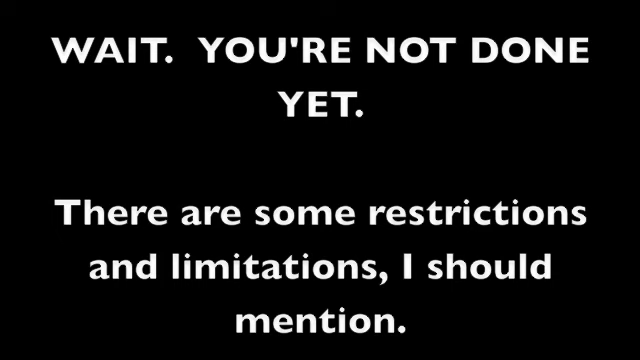 WAIT.  YOU'RE NOT DONE
YET.
There are some restrictions
and limitations, I should
mention.